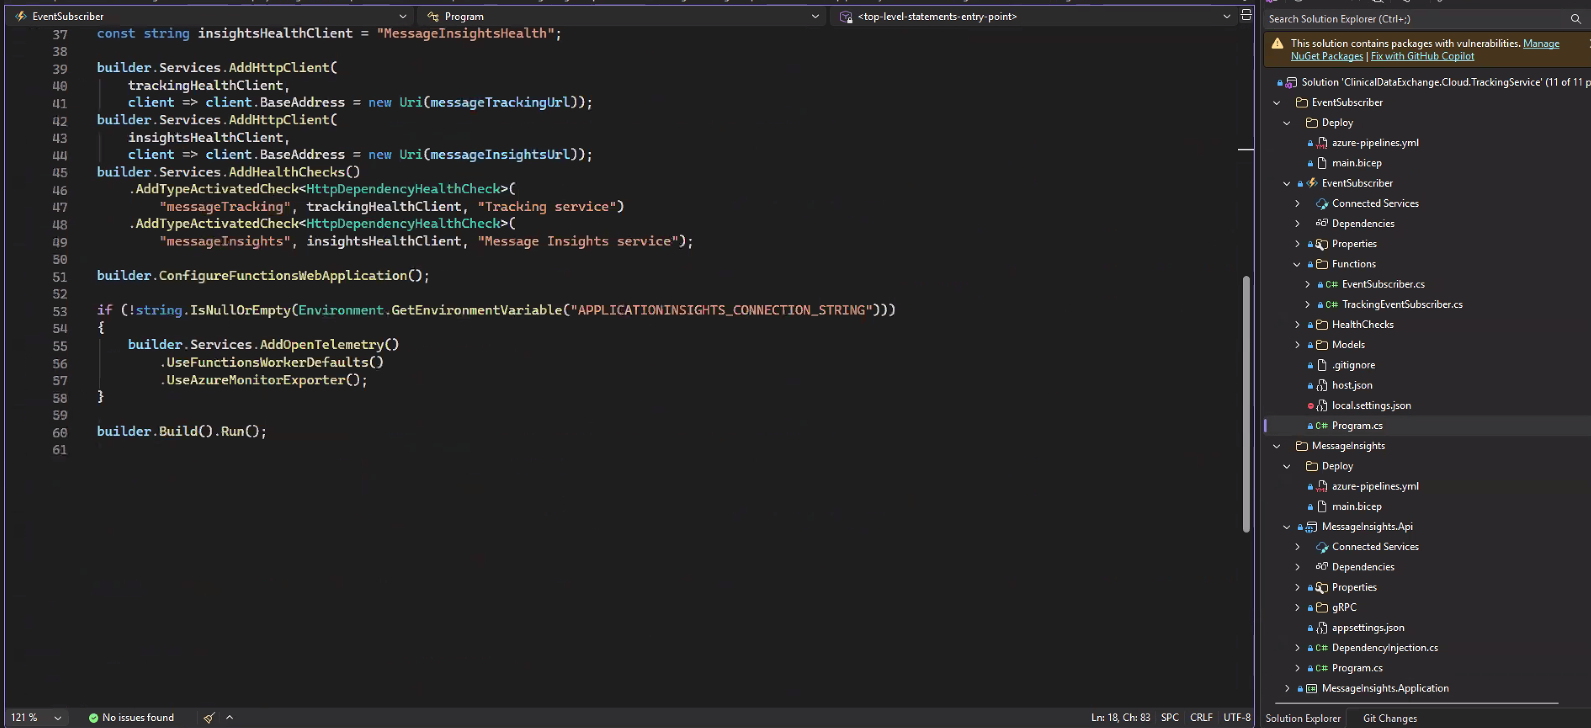 EventSubscriber
Program
<top-level-statements-entry-point>
37 const string insightsHealthClient = "MessageInsightsHealth";
38
39 builder.Services.AddHttpClient(
40 trackingHealthClient,
41 client => client.BaseAddress = new Uri(messageTrackingUrl));
42 builder.Services.AddHttpClient(
43 insightsHealthClient,
44 client => client.BaseAddress = new Uri(messageInsightsUrl));
45 builder.Services.AddHealthChecks()
46 .AddTypeActivatedCheck<HttpDependencyHealthCheck>(
47 "messageTracking", trackingHealthClient, "Tracking service")
48 .AddTypeActivatedCheck<HttpDependencyHealthCheck>(
49 "messageInsights", insightsHealthClient, "Message Insights service");
50
51 builder.ConfigureFunctionsWebApplication();
52
53 if (!string.IsNullOrEmpty(Environment.GetEnvironmentVariable("APPLICATIONINSIGHTS_CONNECTION_STRING")))
54 {
55 builder.Services.AddOpenTelemetry()
56 .UseFunctionsWorkerDefaults()
57 .UseAzureMonitorExporter();
58 }
59
60 builder.Build().Run();
61
121 %
No issues found
Ln: 18, Ch: 83
SPC
CRLF
UTF-8
Search Solution Explorer (Ctrl+;)
This solution contains packages with vulnerabilities. Manage
NuGet Packages | Fix with GitHub Copilot
Solution 'ClinicalDataExchange.Cloud.TrackingService' (11 of 11 p
EventSubscriber
Deploy
azure-pipelines.yml
main.bicep
EventSubscriber
Connected Services
Dependencies
Properties
Functions
C# EventSubscriber.cs
C# TrackingEventSubscriber.cs
HealthChecks
Models
.gitignore
host.json
local.settings.json
C# Program.cs
MessageInsights
Deploy
azure-pipelines.yml
main.bicep
MessageInsights.Api
Connected Services
Dependencies
Properties
gRPC
appsettings.json
C# DependencyInjection.cs
C# Program.cs
MessageInsights.Application
Solution Explorer
Git Changes